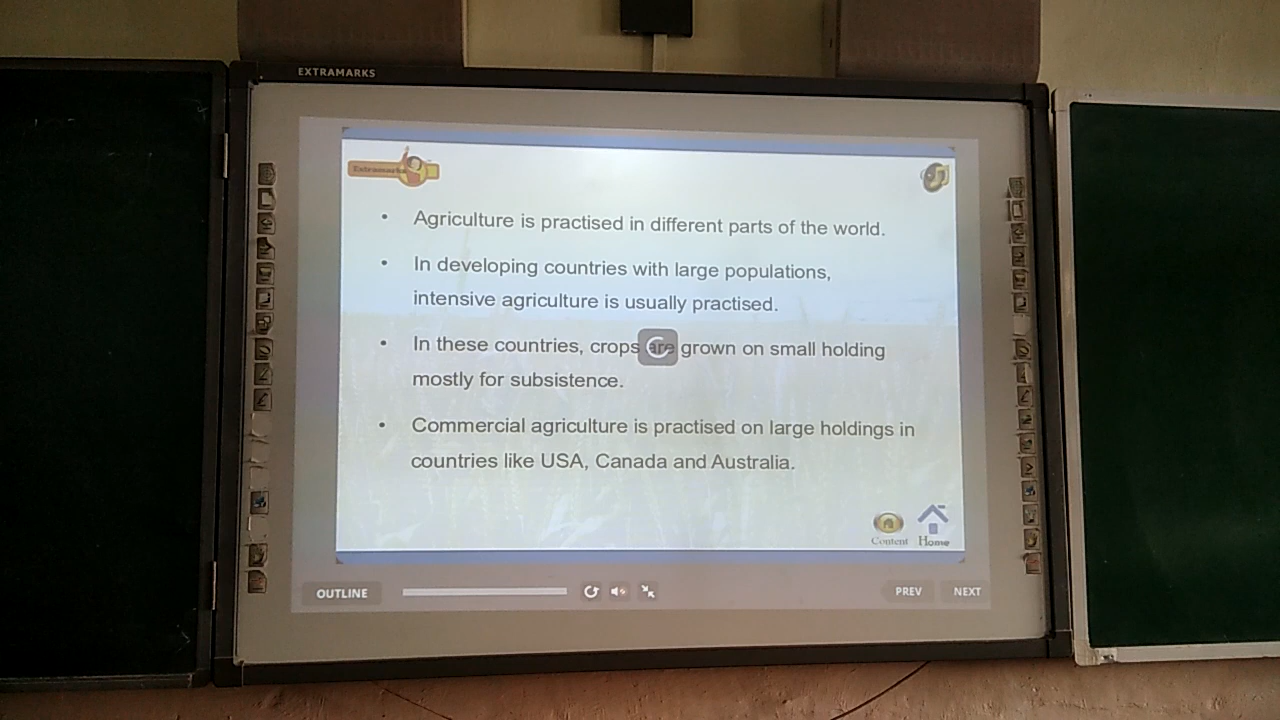 EXTRAMARKS
Extramarks
• Agriculture is practised in different parts of the world.
• In developing countries with large populations,
intensive agriculture is usually practised.
• In these countries, crops are grown on small holding
mostly for subsistence.
• Commercial agriculture is practised on large holdings in
countries like USA, Canada and Australia.
Content Home
OUTLINE PREV NEXT